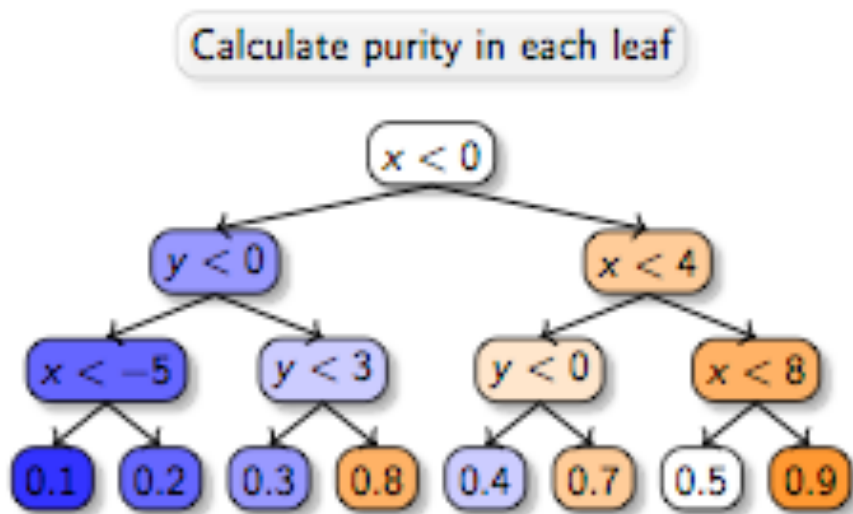 Calculate purity in each leaf
x < 0
y < 0 x < 4
x < −5 y < 3 y < 0 x < 8
0.1 0.2 0.3 0.8 0.4 0.7 0.5 0.9